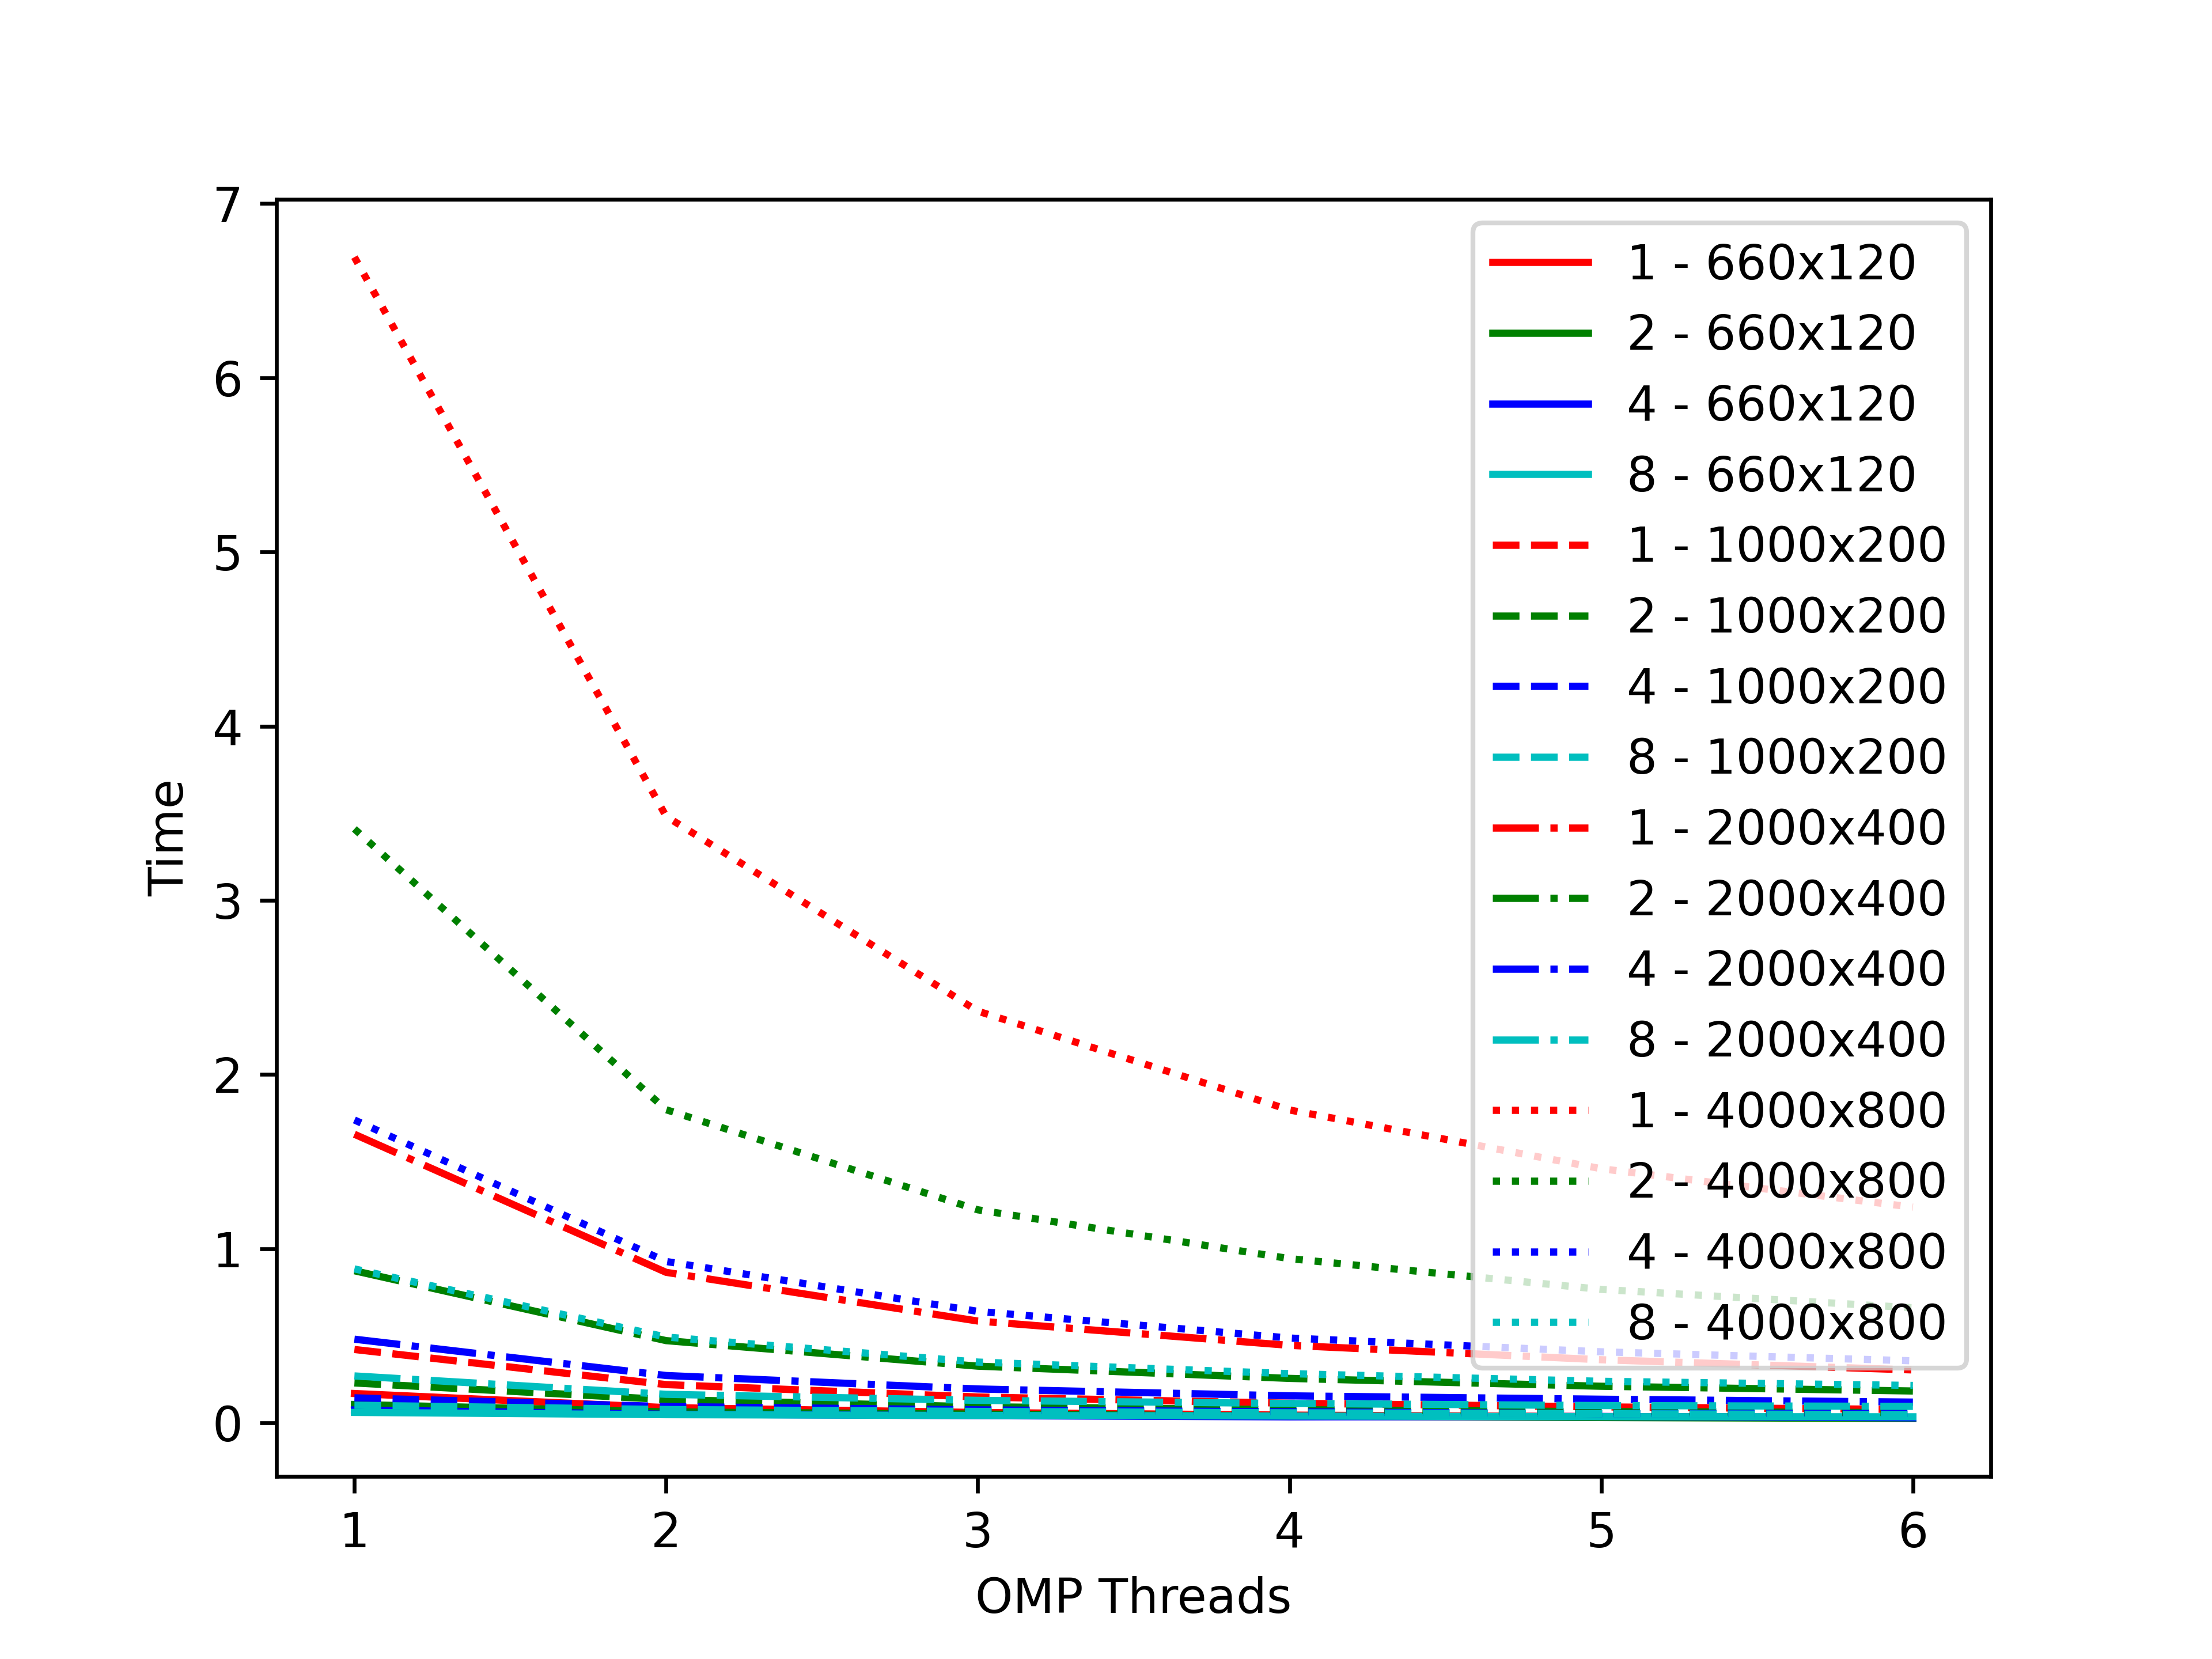 7
6
5
4
3
2
1
0
Time
1 - 660x120
2 - 660x120
4 - 660x120
8 - 660x120
1 - 1000x200
2 - 1000x200
4 - 1000x200
8 - 1000x200
1 - 2000x400
2 - 2000x400
4 - 2000x400
8 - 2000x400
1 - 4000x800
2 - 4000x800
4 - 4000x800
8 - 4000x800
1 2 3 4 5 6
OMP Threads